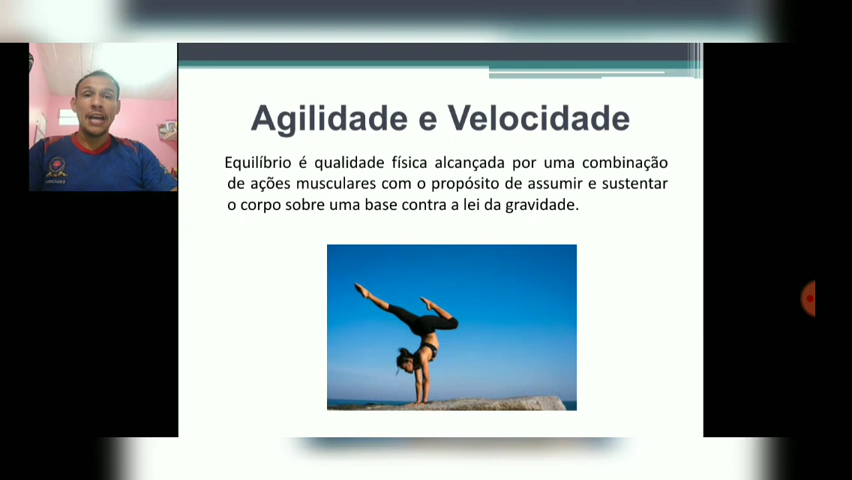 Agilidade e Velocidade
Equilíbrio é qualidade física alcançada por uma combinação
de ações musculares com o propósito de assumir e sustentar
o corpo sobre uma base contra a lei da gravidade.